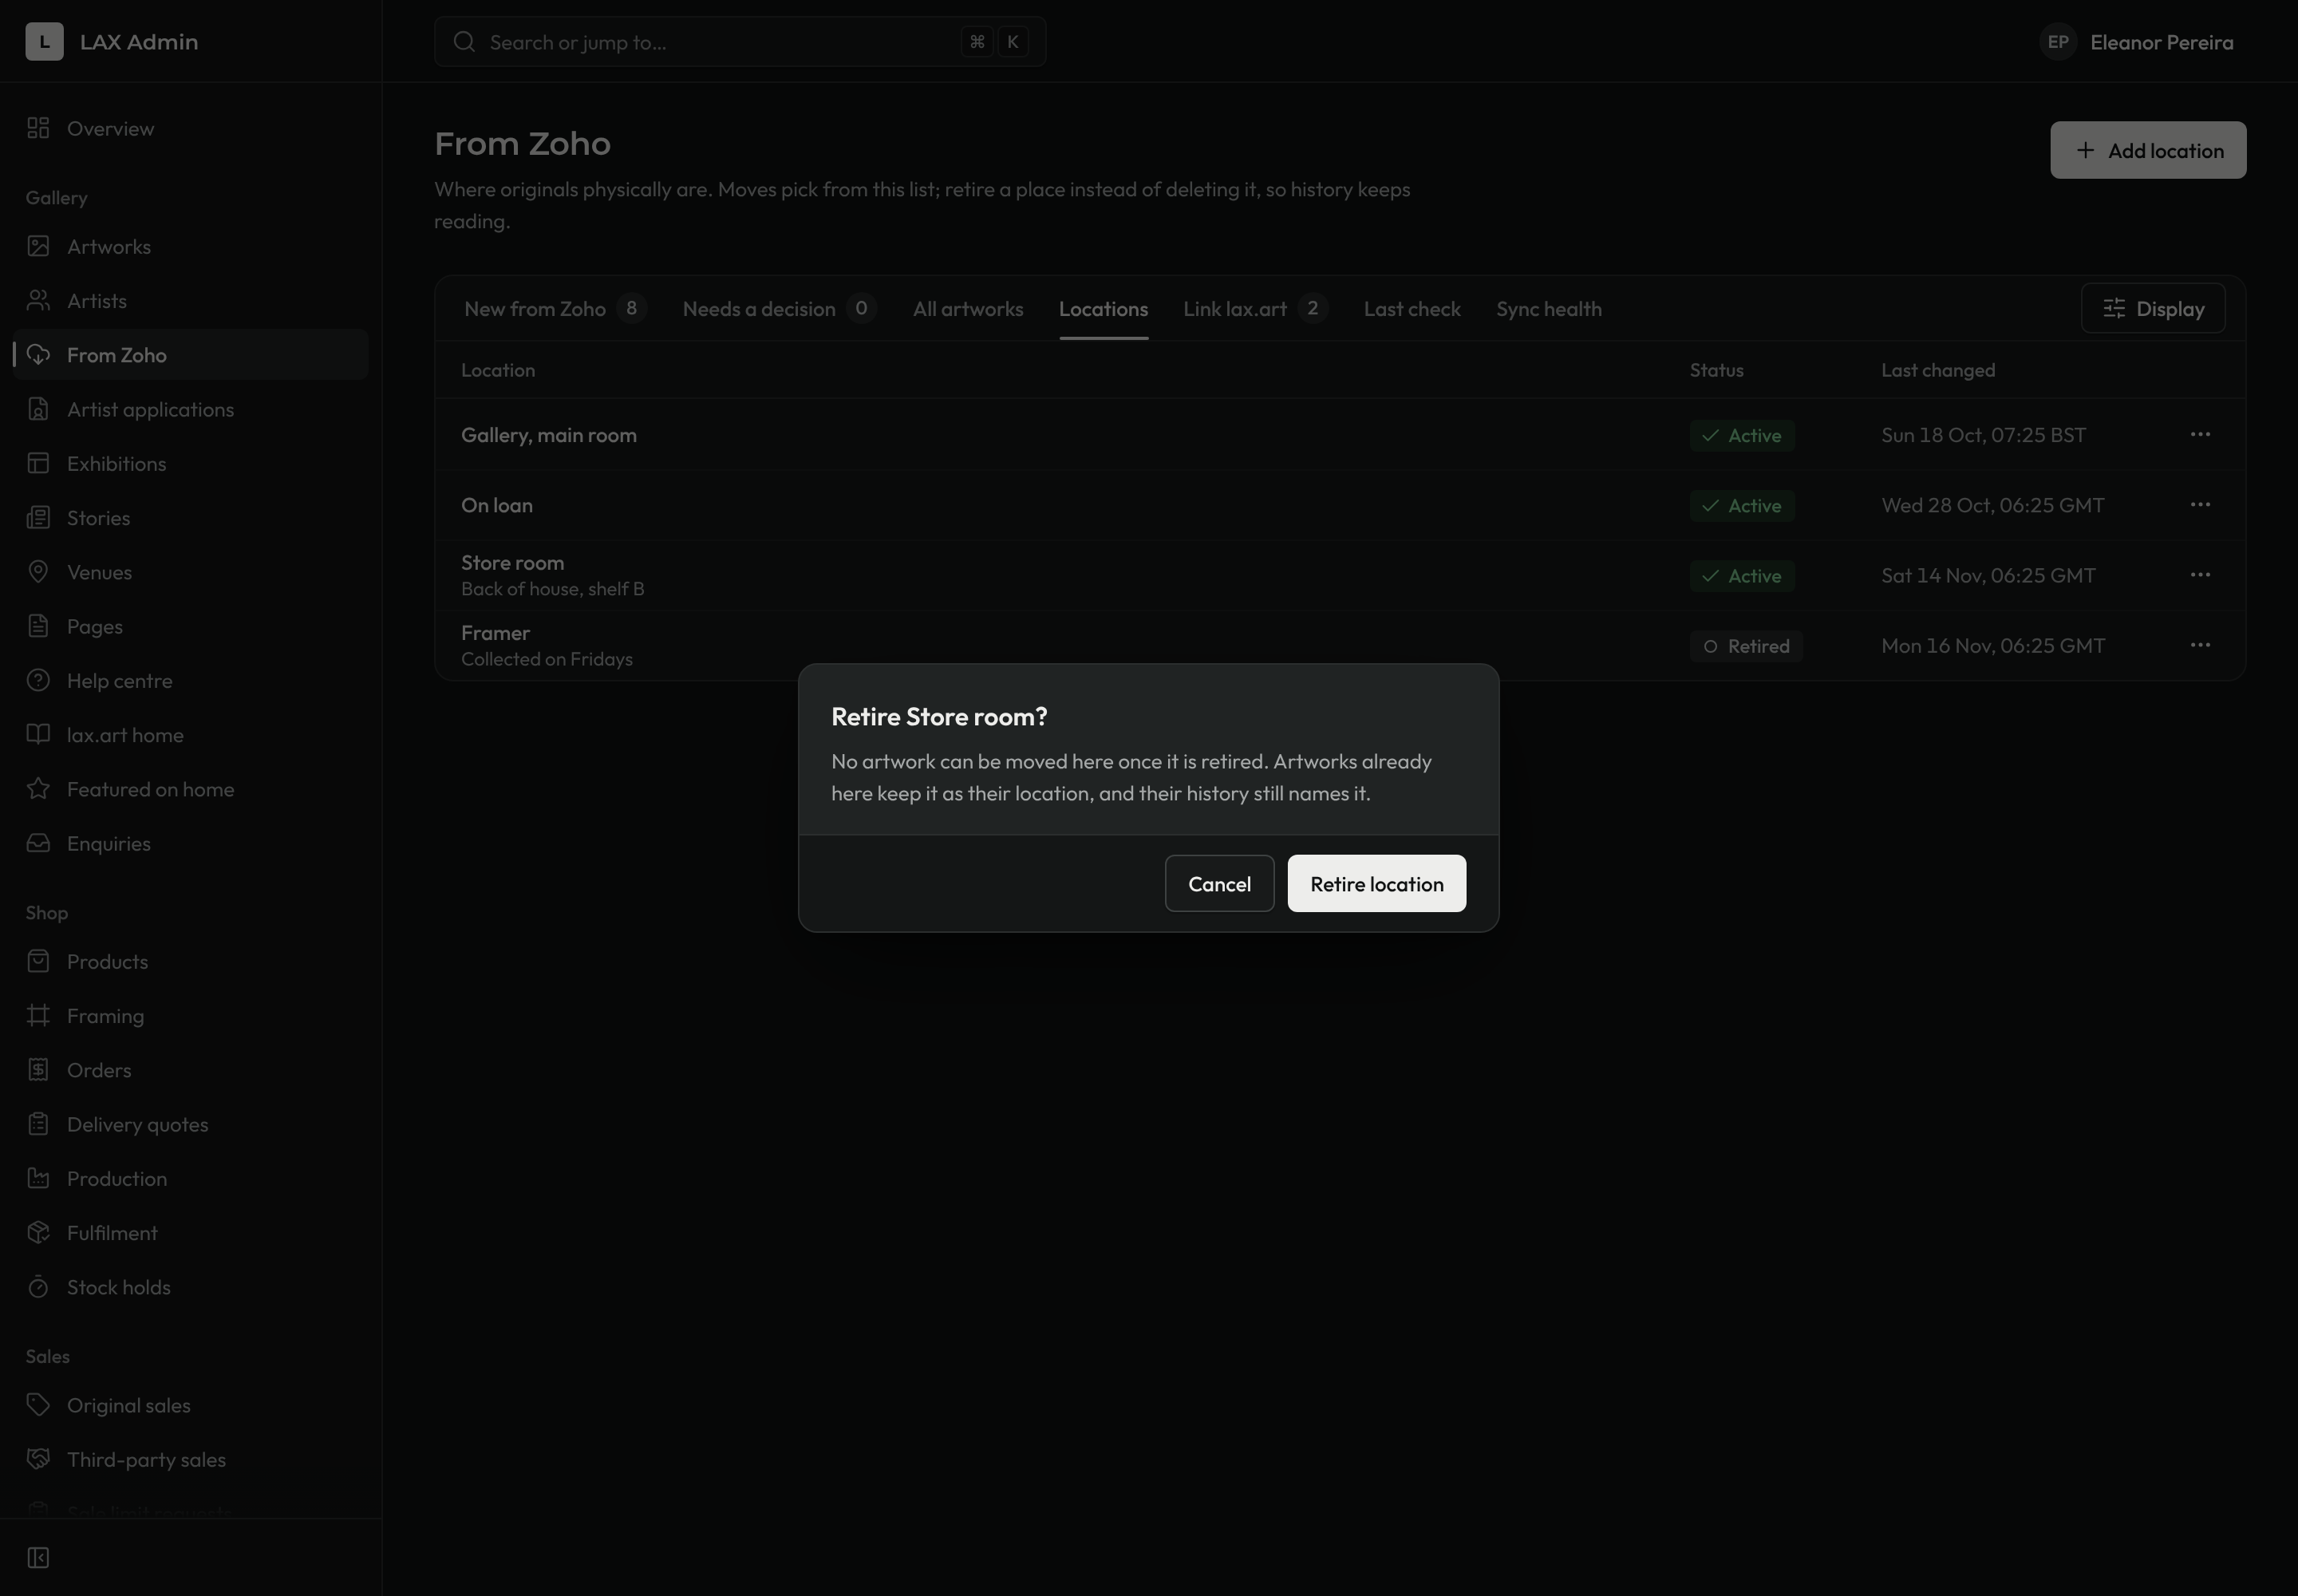 L LAX Admin
Search or jump to... ⌘ K
EP Eleanor Pereira
Overview
Gallery
Artworks
Artists
From Zoho
Artist applications
Exhibitions
Stories
Venues
Pages
Help centre
lax.art home
Featured on home
Enquiries
Shop
Products
Framing
Orders
Delivery quotes
Production
Fulfilment
Stock holds
Sales
Original sales
Third-party sales
Sale limit requests
From Zoho
Where originals physically are. Moves pick from this list; retire a place instead of deleting it, so history keeps
reading.
Add location
New from Zoho 8 Needs a decision 0 All artworks Locations Link lax.art 2 Last check Sync health Display
Location Status Last changed
Gallery, main room Active Sun 18 Oct, 07:25 BST
On loan Active Wed 28 Oct, 06:25 GMT
Store room
Back of house, shelf B
Active Sat 14 Nov, 06:25 GMT
Framer
Collected on Fridays
Retired Mon 16 Nov, 06:25 GMT
Retire Store room?
No artwork can be moved here once it is retired. Artworks already
here keep it as their location, and their history still names it.
Cancel Retire location